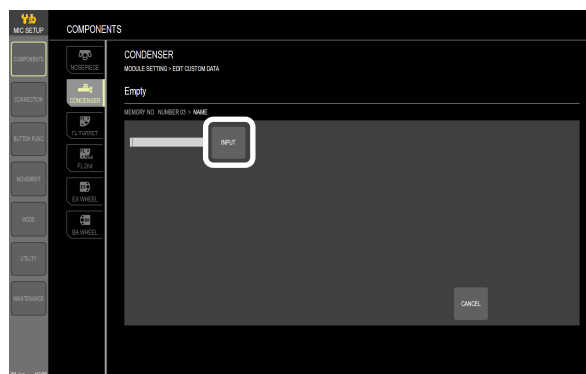 MIC SETUP
COMPONENTS
COMPONENTS
CONNECTION
BUTTON FUNC
MOVEMENT
MODE
UTILITY
MAINTENANCE
NOSEPIECE
CONDENSER
FL TURRET
FL 2nd
EX WHEEL
BA WHEEL
CONDENSER
MODULE SETTING > EDIT CUSTOM DATA
Empty
MEMORY NO. NUMBER 03 > NAME
INPUT
CANCEL